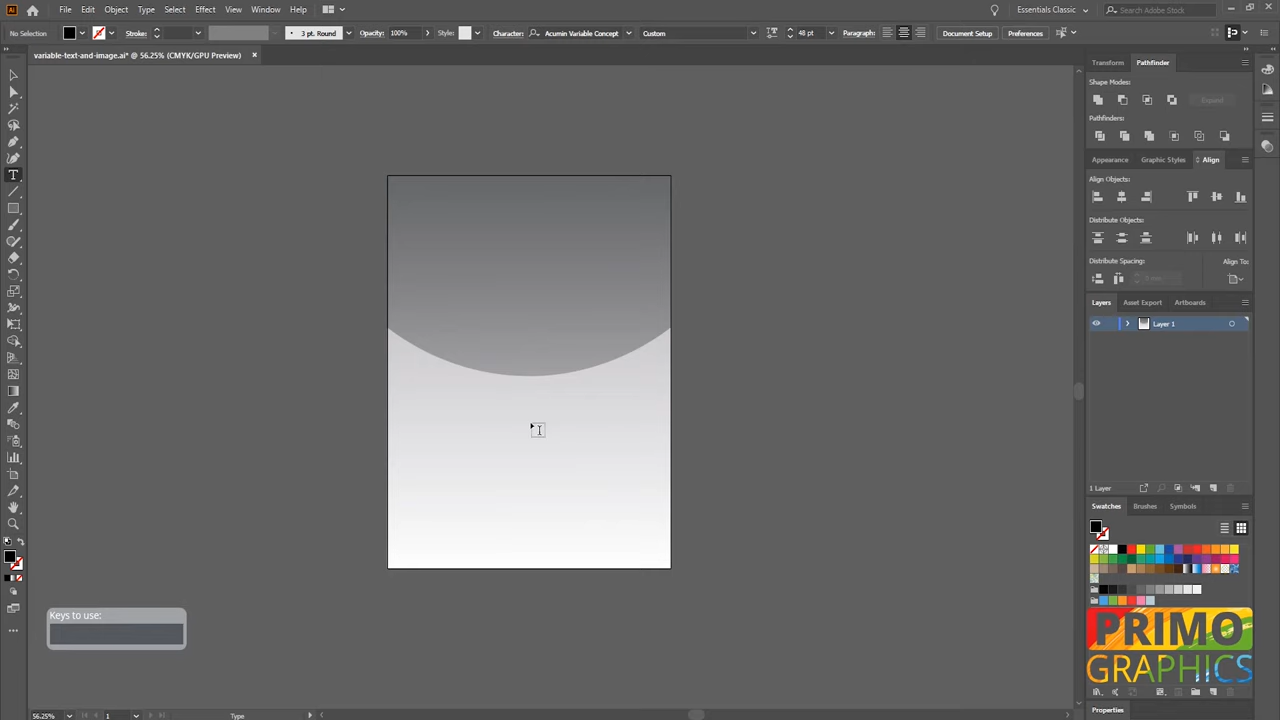 Ai File Edit Object Type Select Effect View Window Help Essentials Classic Search Adobe Stock
No Selection Stroke: 3 pt. Round Opacity: 100% Style: Character: Acumin Variable Concept Custom 48 pt Paragraph: Document Setup Preferences
variable-text-and-image.ai* @ 56.25% (CMYK/GPU Preview)
Transform Pathfinder
Shape Modes:
Expand
Pathfinders:
Appearance Graphic Styles Align
Align Objects:
Distribute Objects:
Distribute Spacing: Align To:
Layers Asset Export Artboards
Layer 1
1 Layer
Swatches Brushes Symbols
Keys to use:
PRIMO
GRAPHICS
Properties
56.25% 1 Type